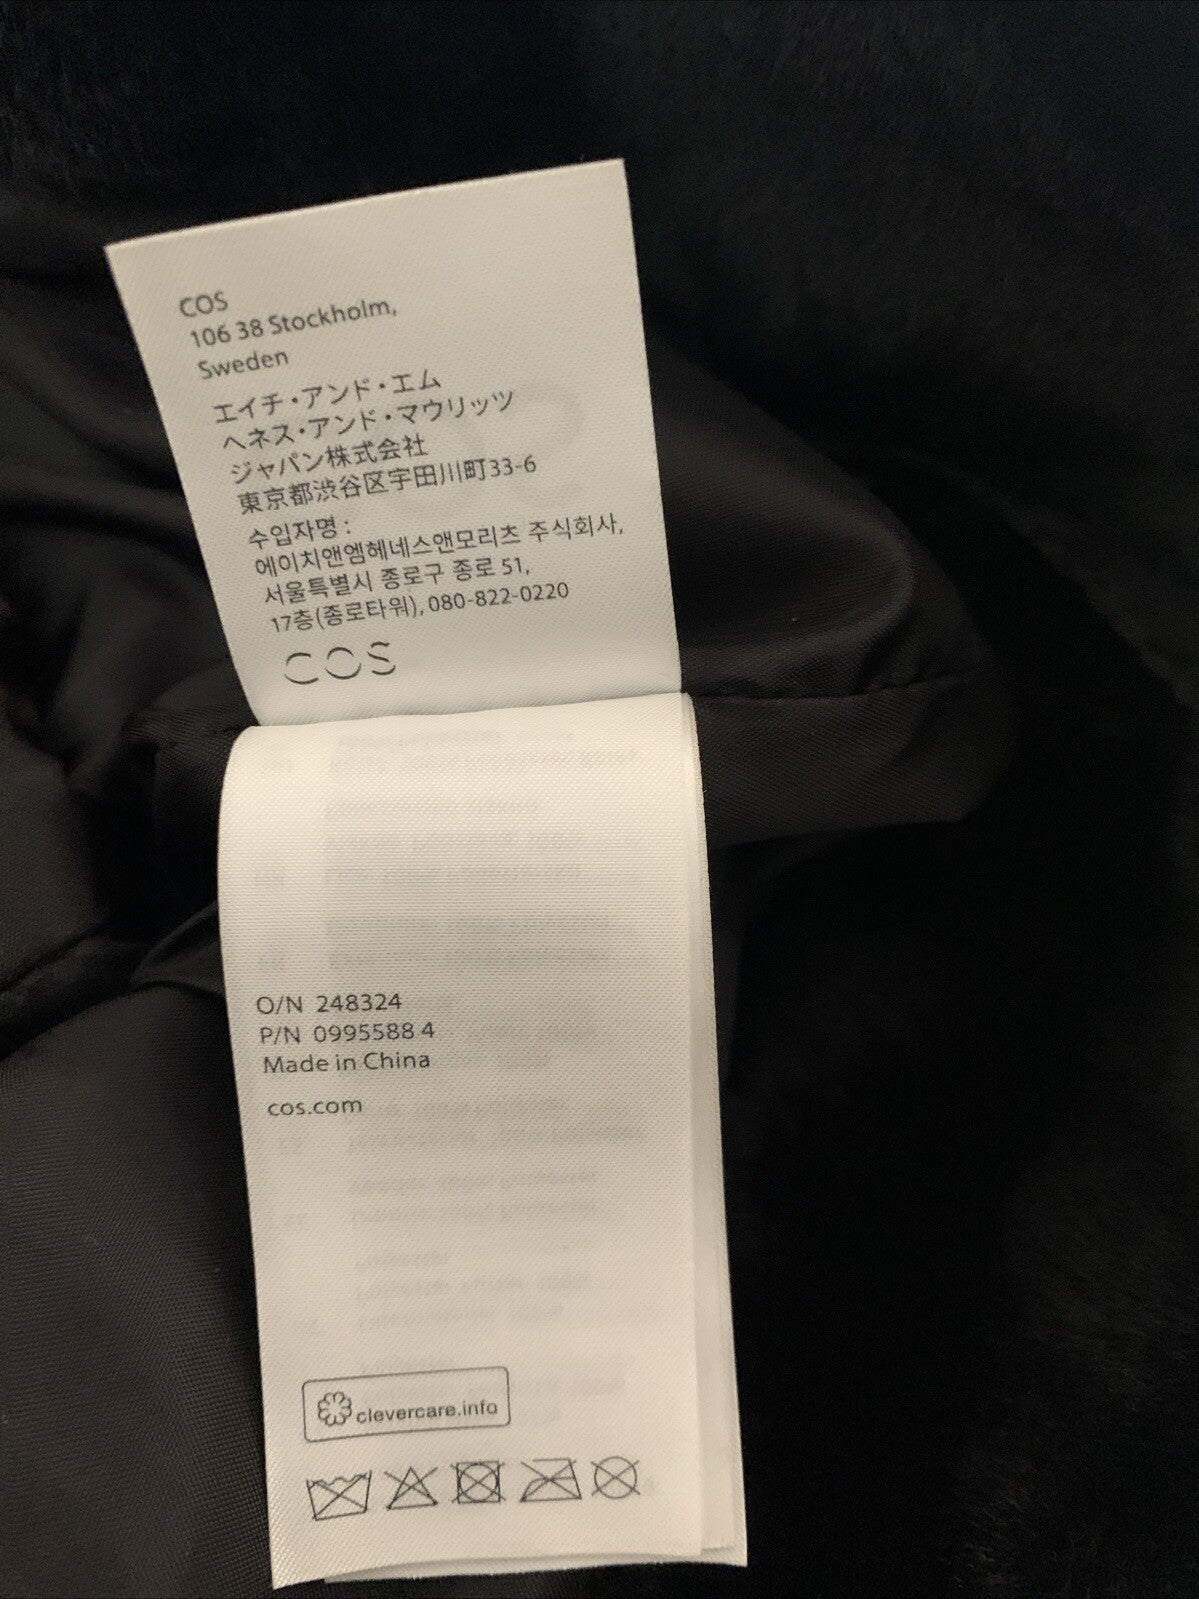 COS
106 38 Stockholm,
Sweden
エイチ・アンド・エム
ヘネス・アンド・マウリッツ
ジャパン株式会社
東京都渋谷区宇田川町33-6
수입자명 :
에이치앤엠헤네스앤모리츠 주식회사,
서울특별시 종로구 종로 51,
17층(종로타워), 080-822-0220
COS
O/N 248324
P/N 0995588 4
Made in China
cos.com
clevercare.info